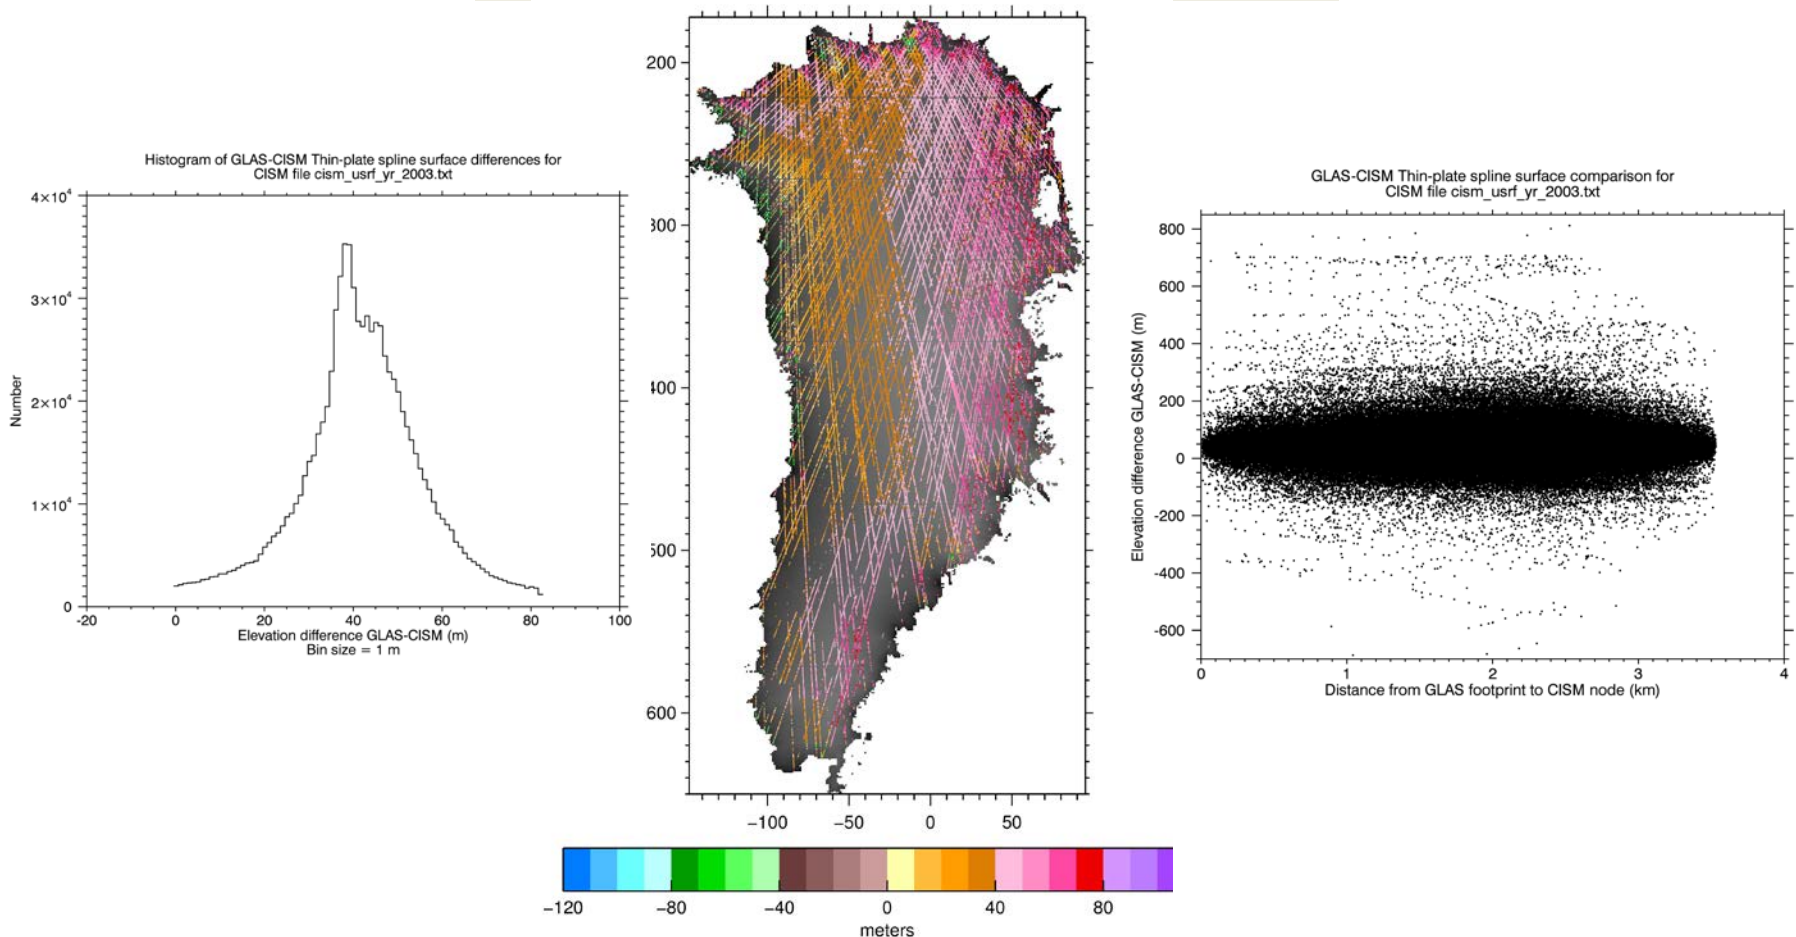 Histogram of GLAS-CISM Thin-plate spline surface differences for
CISM file cism_usrf_yr_2003.txt
4×10⁴
3×10⁴
2×10⁴
1×10⁴
0
Number
-20 0 20 40 60 80 100
Elevation difference GLAS-CISM (m)
Bin size = 1 m
200
300
400
500
600
−100 −50 0 50
−120 −80 −40 0 40 80
meters
GLAS-CISM Thin-plate spline surface comparison for
CISM file cism_usrf_yr_2003.txt
800
600
400
200
0
-200
-400
-600
Elevation difference GLAS-CISM (m)
0 1 2 3 4
Distance from GLAS footprint to CISM node (km)